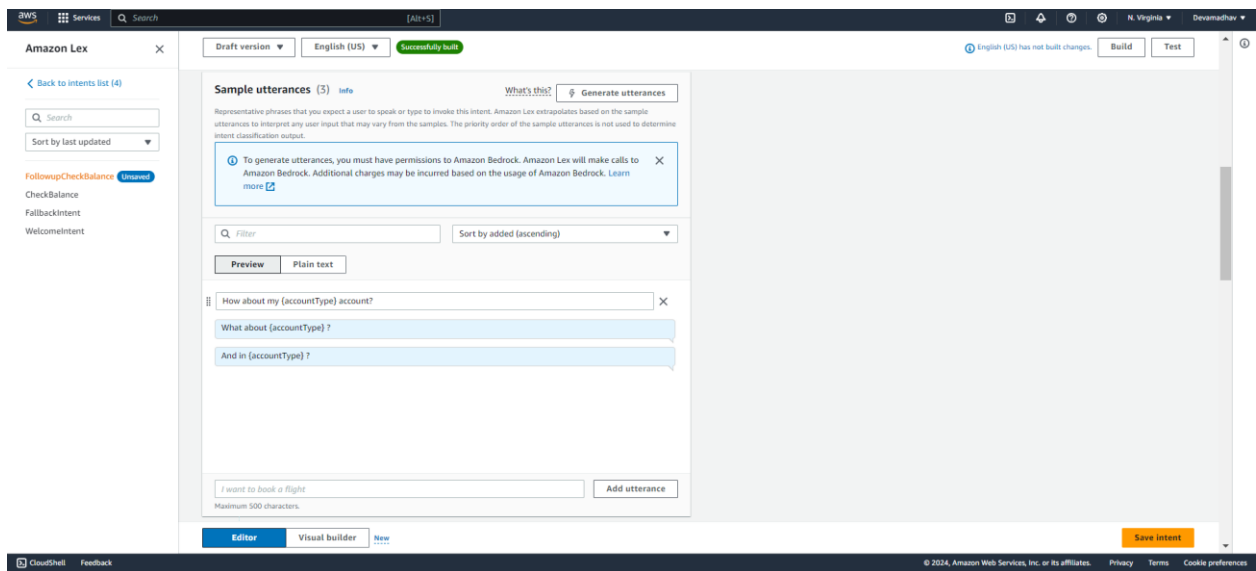 aws Services Search [Alt+S] N. Virginia Devamadhav
Amazon Lex
Back to intents list (4)
Search
Sort by last updated
FollowupCheckBalance Unsaved
CheckBalance
FallbackIntent
WelcomeIntent
Draft version English (US) Successfully built English (US) has not built changes. Build Test
Sample utterances (3) Info What's this? Generate utterances
Representative phrases that you expect a user to speak or type to invoke this intent. Amazon Lex extrapolates based on the sample
utterances to interpret any user input that may vary from the samples. The priority order of the sample utterances is not used to determine
intent classification output.
To generate utterances, you must have permissions to Amazon Bedrock. Amazon Lex will make calls to
Amazon Bedrock. Additional charges may be incurred based on the usage of Amazon Bedrock. Learn
more
Filter Sort by added (ascending)
Preview Plain text
How about my {accountType} account?
What about {accountType} ?
And in {accountType} ?
I want to book a flight Add utterance
Maximum 500 characters.
Editor Visual builder New Save intent
CloudShell Feedback © 2024, Amazon Web Services, Inc. or its affiliates. Privacy Terms Cookie preferences